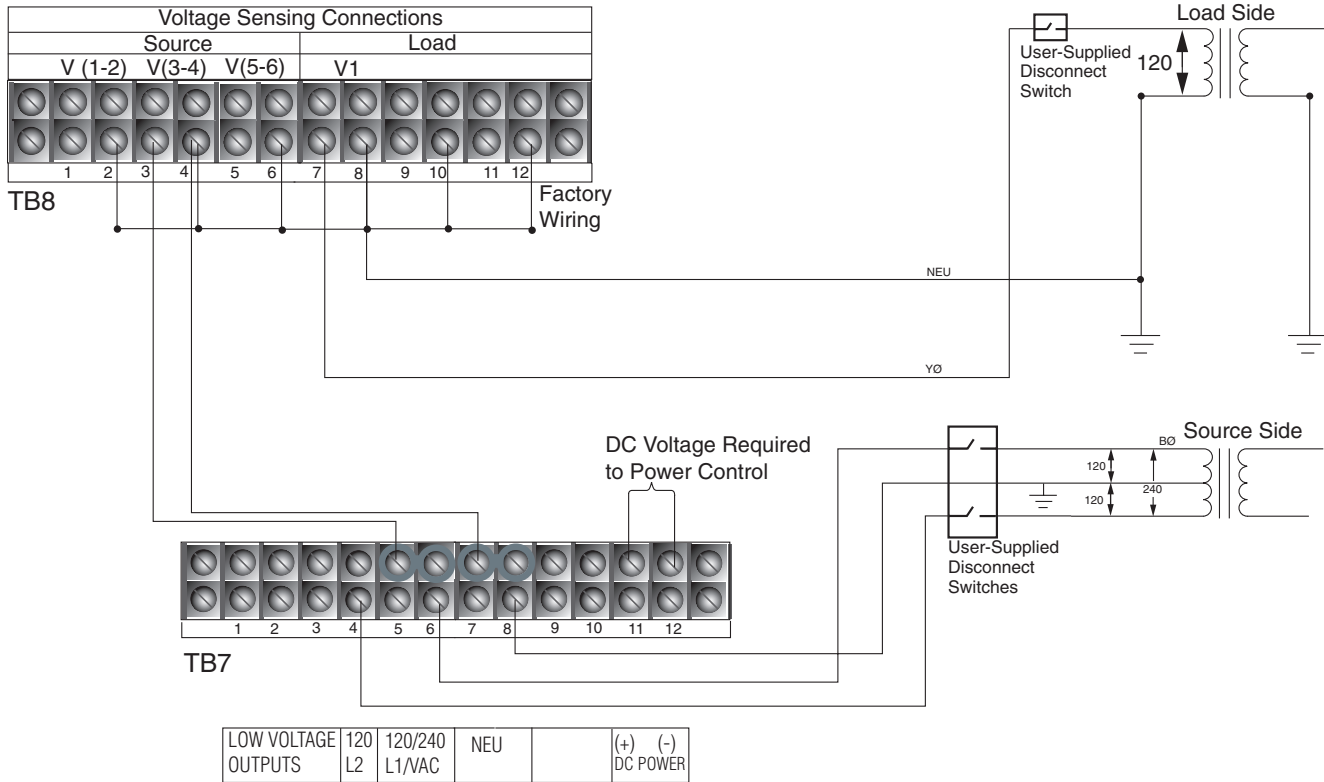 Voltage Sensing Connections
Source Load
V (1-2) V(3-4) V(5-6) V1
1 2 3 4 5 6 7 8 9 10 11 12
TB8
Factory
Wiring
Load Side
User-Supplied
Disconnect
Switch
120
NEU
YØ
DC Voltage Required
to Power Control
BØ
Source Side
120
240
120
User-Supplied
Disconnect
Switches
1 2 3 4 5 6 7 8 9 10 11 12
TB7
LOW VOLTAGE 120 120/240 NEU (+) (-)
OUTPUTS L2 L1/VAC DC POWER